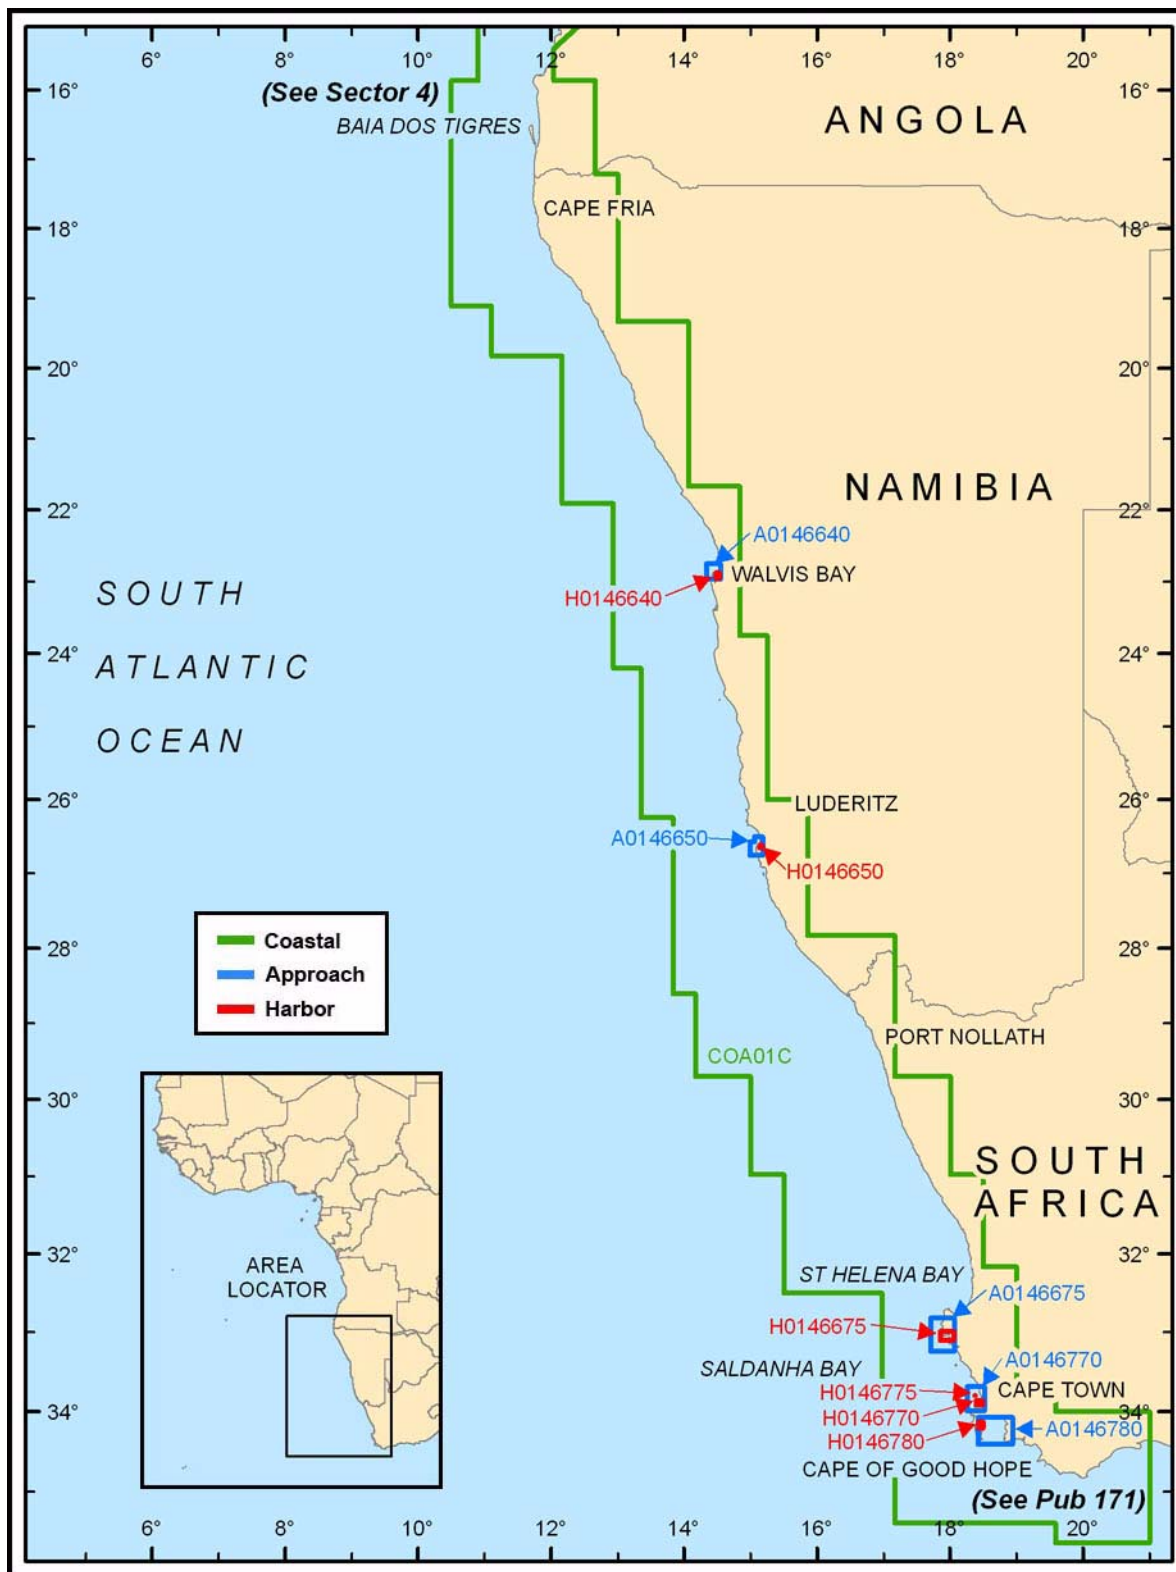 6° 8° 10° 12° 14° 16° 18° 20°
16° 16°
(See Sector 4)
BAIA DOS TIGRES
ANGOLA
CAPE FRIA
18° 18°
20° 20°
NAMIBIA
22° 22°
A0146640
WALVIS BAY
H0146640
SOUTH
ATLANTIC
OCEAN
24° 24°
26° 26°
LUDERITZ
A0146650
H0146650
Coastal
Approach
Harbor
28° 28°
PORT NOLLATH
COA01C
30° 30°
SOUTH
AFRICA
AREA
LOCATOR
32° 32°
ST HELENA BAY
A0146675
H0146675
SALDANHA BAY
A0146770
H0146775
CAPE TOWN
H0146770
34° 34°
A0146780
H0146780
CAPE OF GOOD HOPE
(See Pub 171)
6° 8° 10° 12° 14° 16° 18° 20°